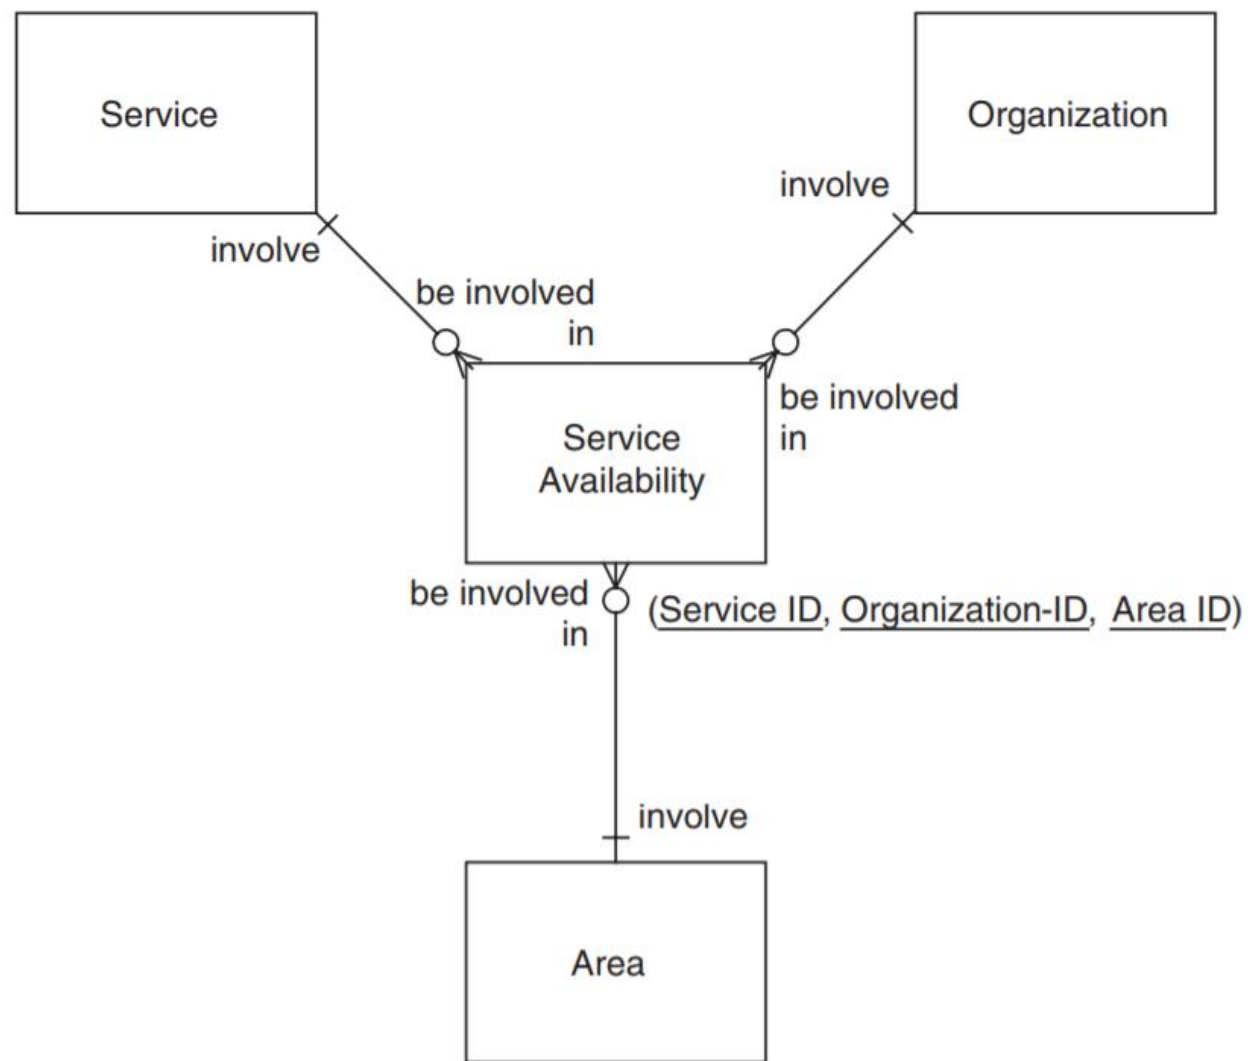 Service
Organization
involve
involve
be involved
in
be involved
in
Service
Availability
be involved
in
(Service ID, Organization-ID, Area ID)
involve
Area